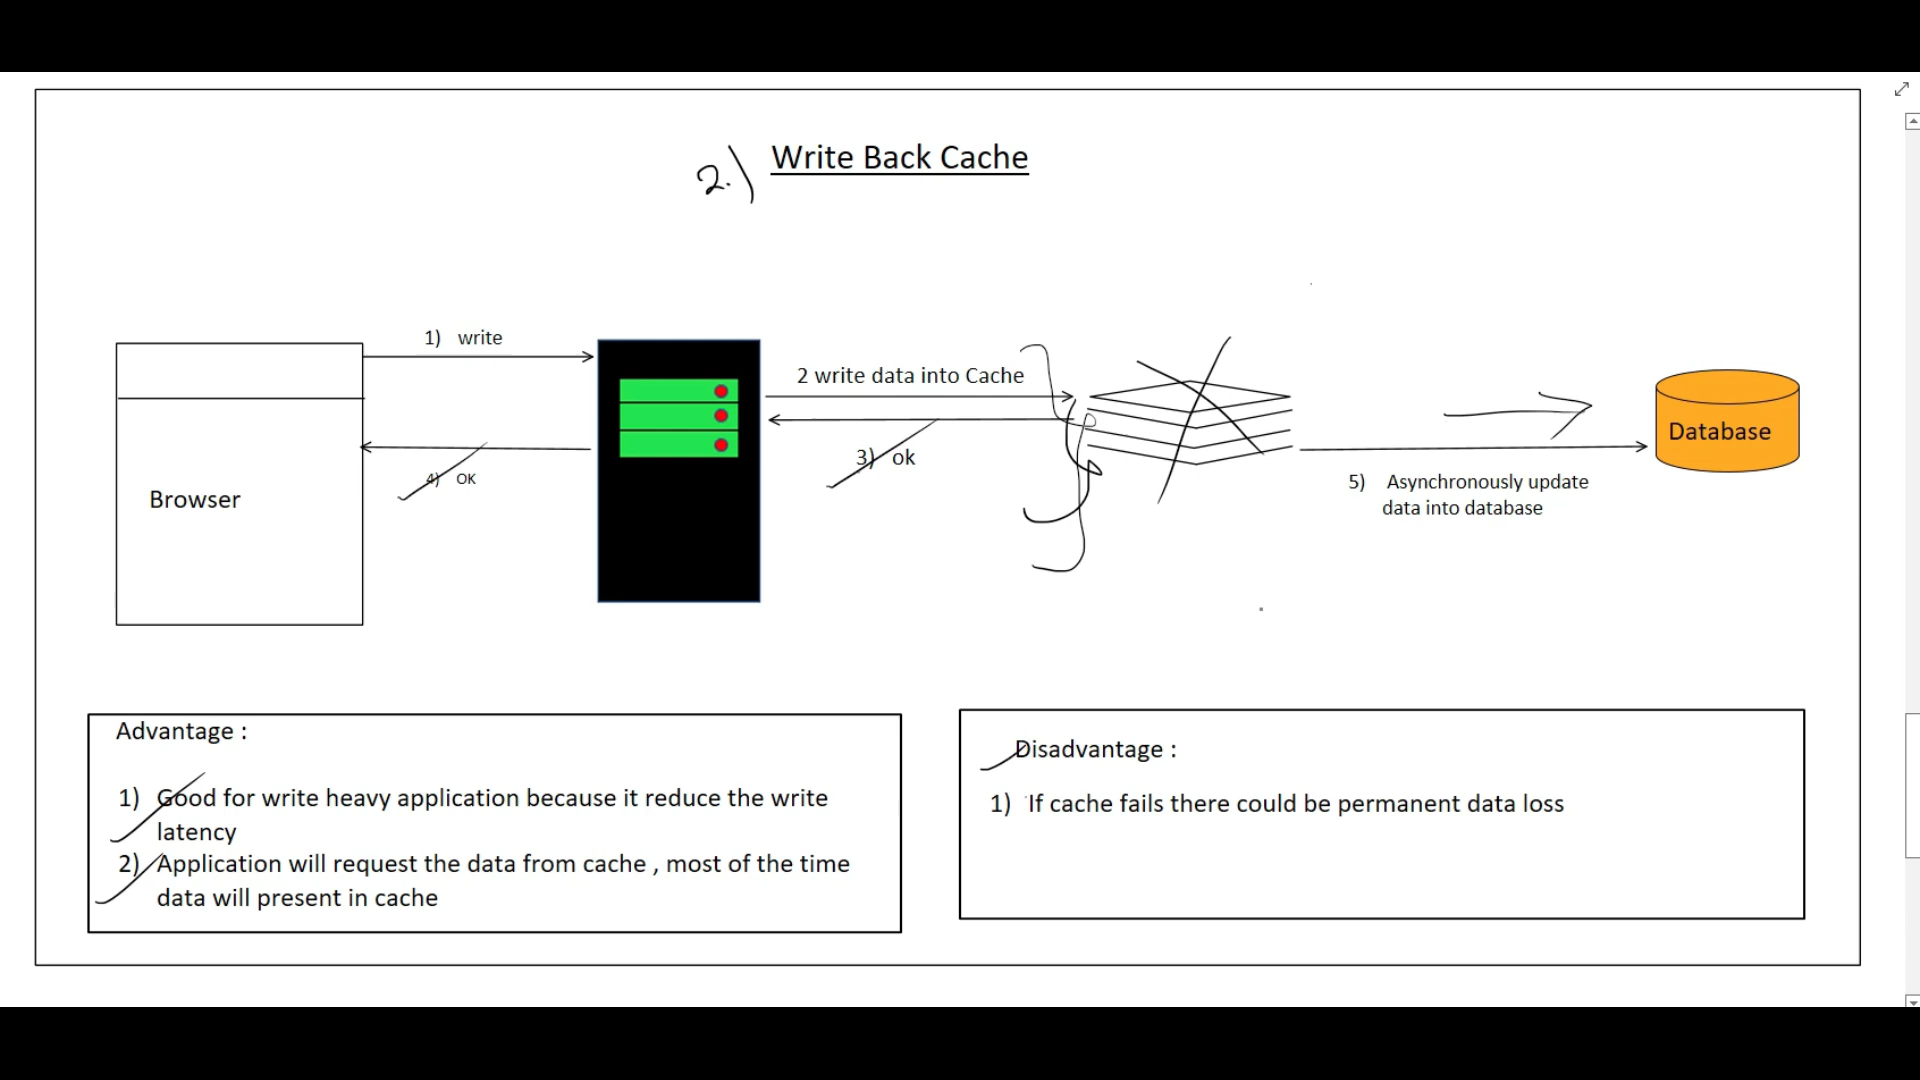 2.) Write Back Cache
1) write
2 write data into Cache
3) ok
4) OK
Browser
Database
5) Asynchronously update
data into database
Advantage :
1) Good for write heavy application because it reduce the write
latency
2) Application will request the data from cache , most of the time
data will present in cache
Disadvantage :
1) If cache fails there could be permanent data loss